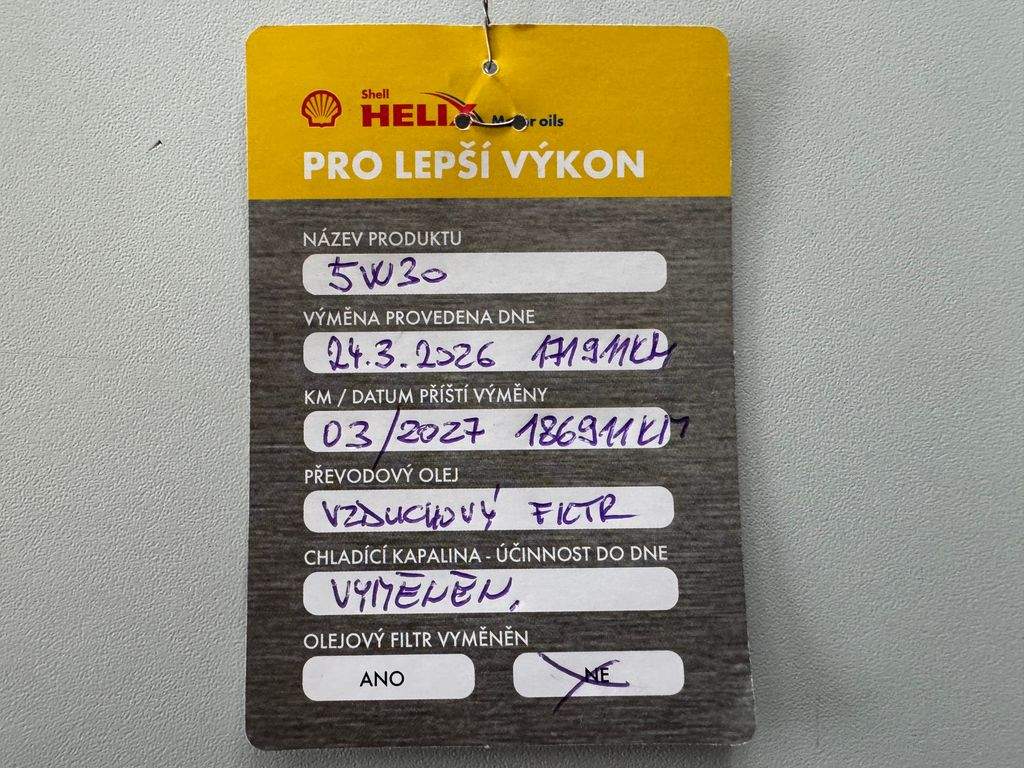 Shell
HELIX Motor oils
PRO LEPŠÍ VÝKON
NÁZEV PRODUKTU
5W30
VÝMĚNA PROVEDENA DNE
24.3.2026 171911KM
KM / DATUM PŘÍŠTÍ VÝMĚNY
03/2027 186911KM
PŘEVODOVÝ OLEJ
VZDUCHOVÝ FILTR
CHLADÍCÍ KAPALINA - ÚČINNOST DO DNE
VYMĚNĚN.
OLEJOVÝ FILTR VYMĚNĚN
ANO NE